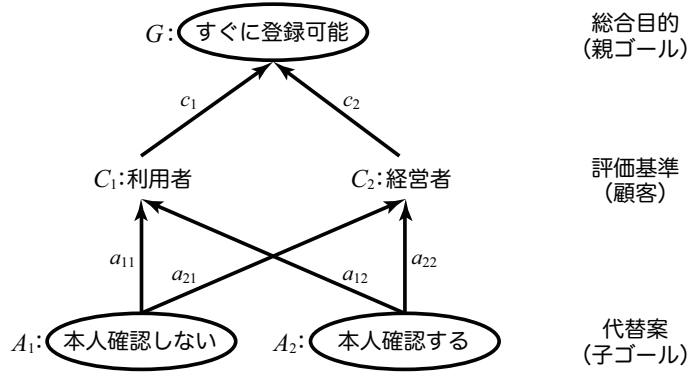 G: すぐに登録可能
総合目的
(親ゴール)
c1
c2
C1:利用者
C2:経営者
評価基準
(顧客)
a11
a21
a12
a22
A1: 本人確認しない
A2: 本人確認する
代替案
(子ゴール)